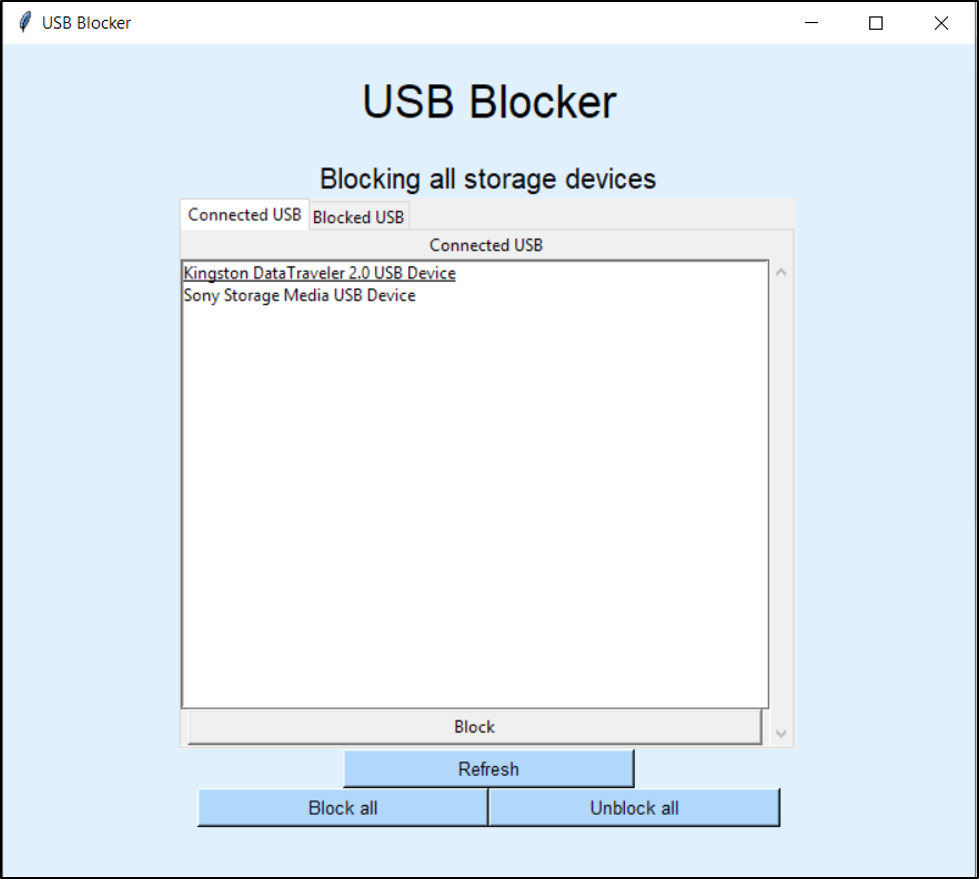 USB Blocker
USB Blocker
Blocking all storage devices
Connected USB Blocked USB
Connected USB
Kingston DataTraveler 2.0 USB Device
Sony Storage Media USB Device
Block
Refresh
Block all Unblock all